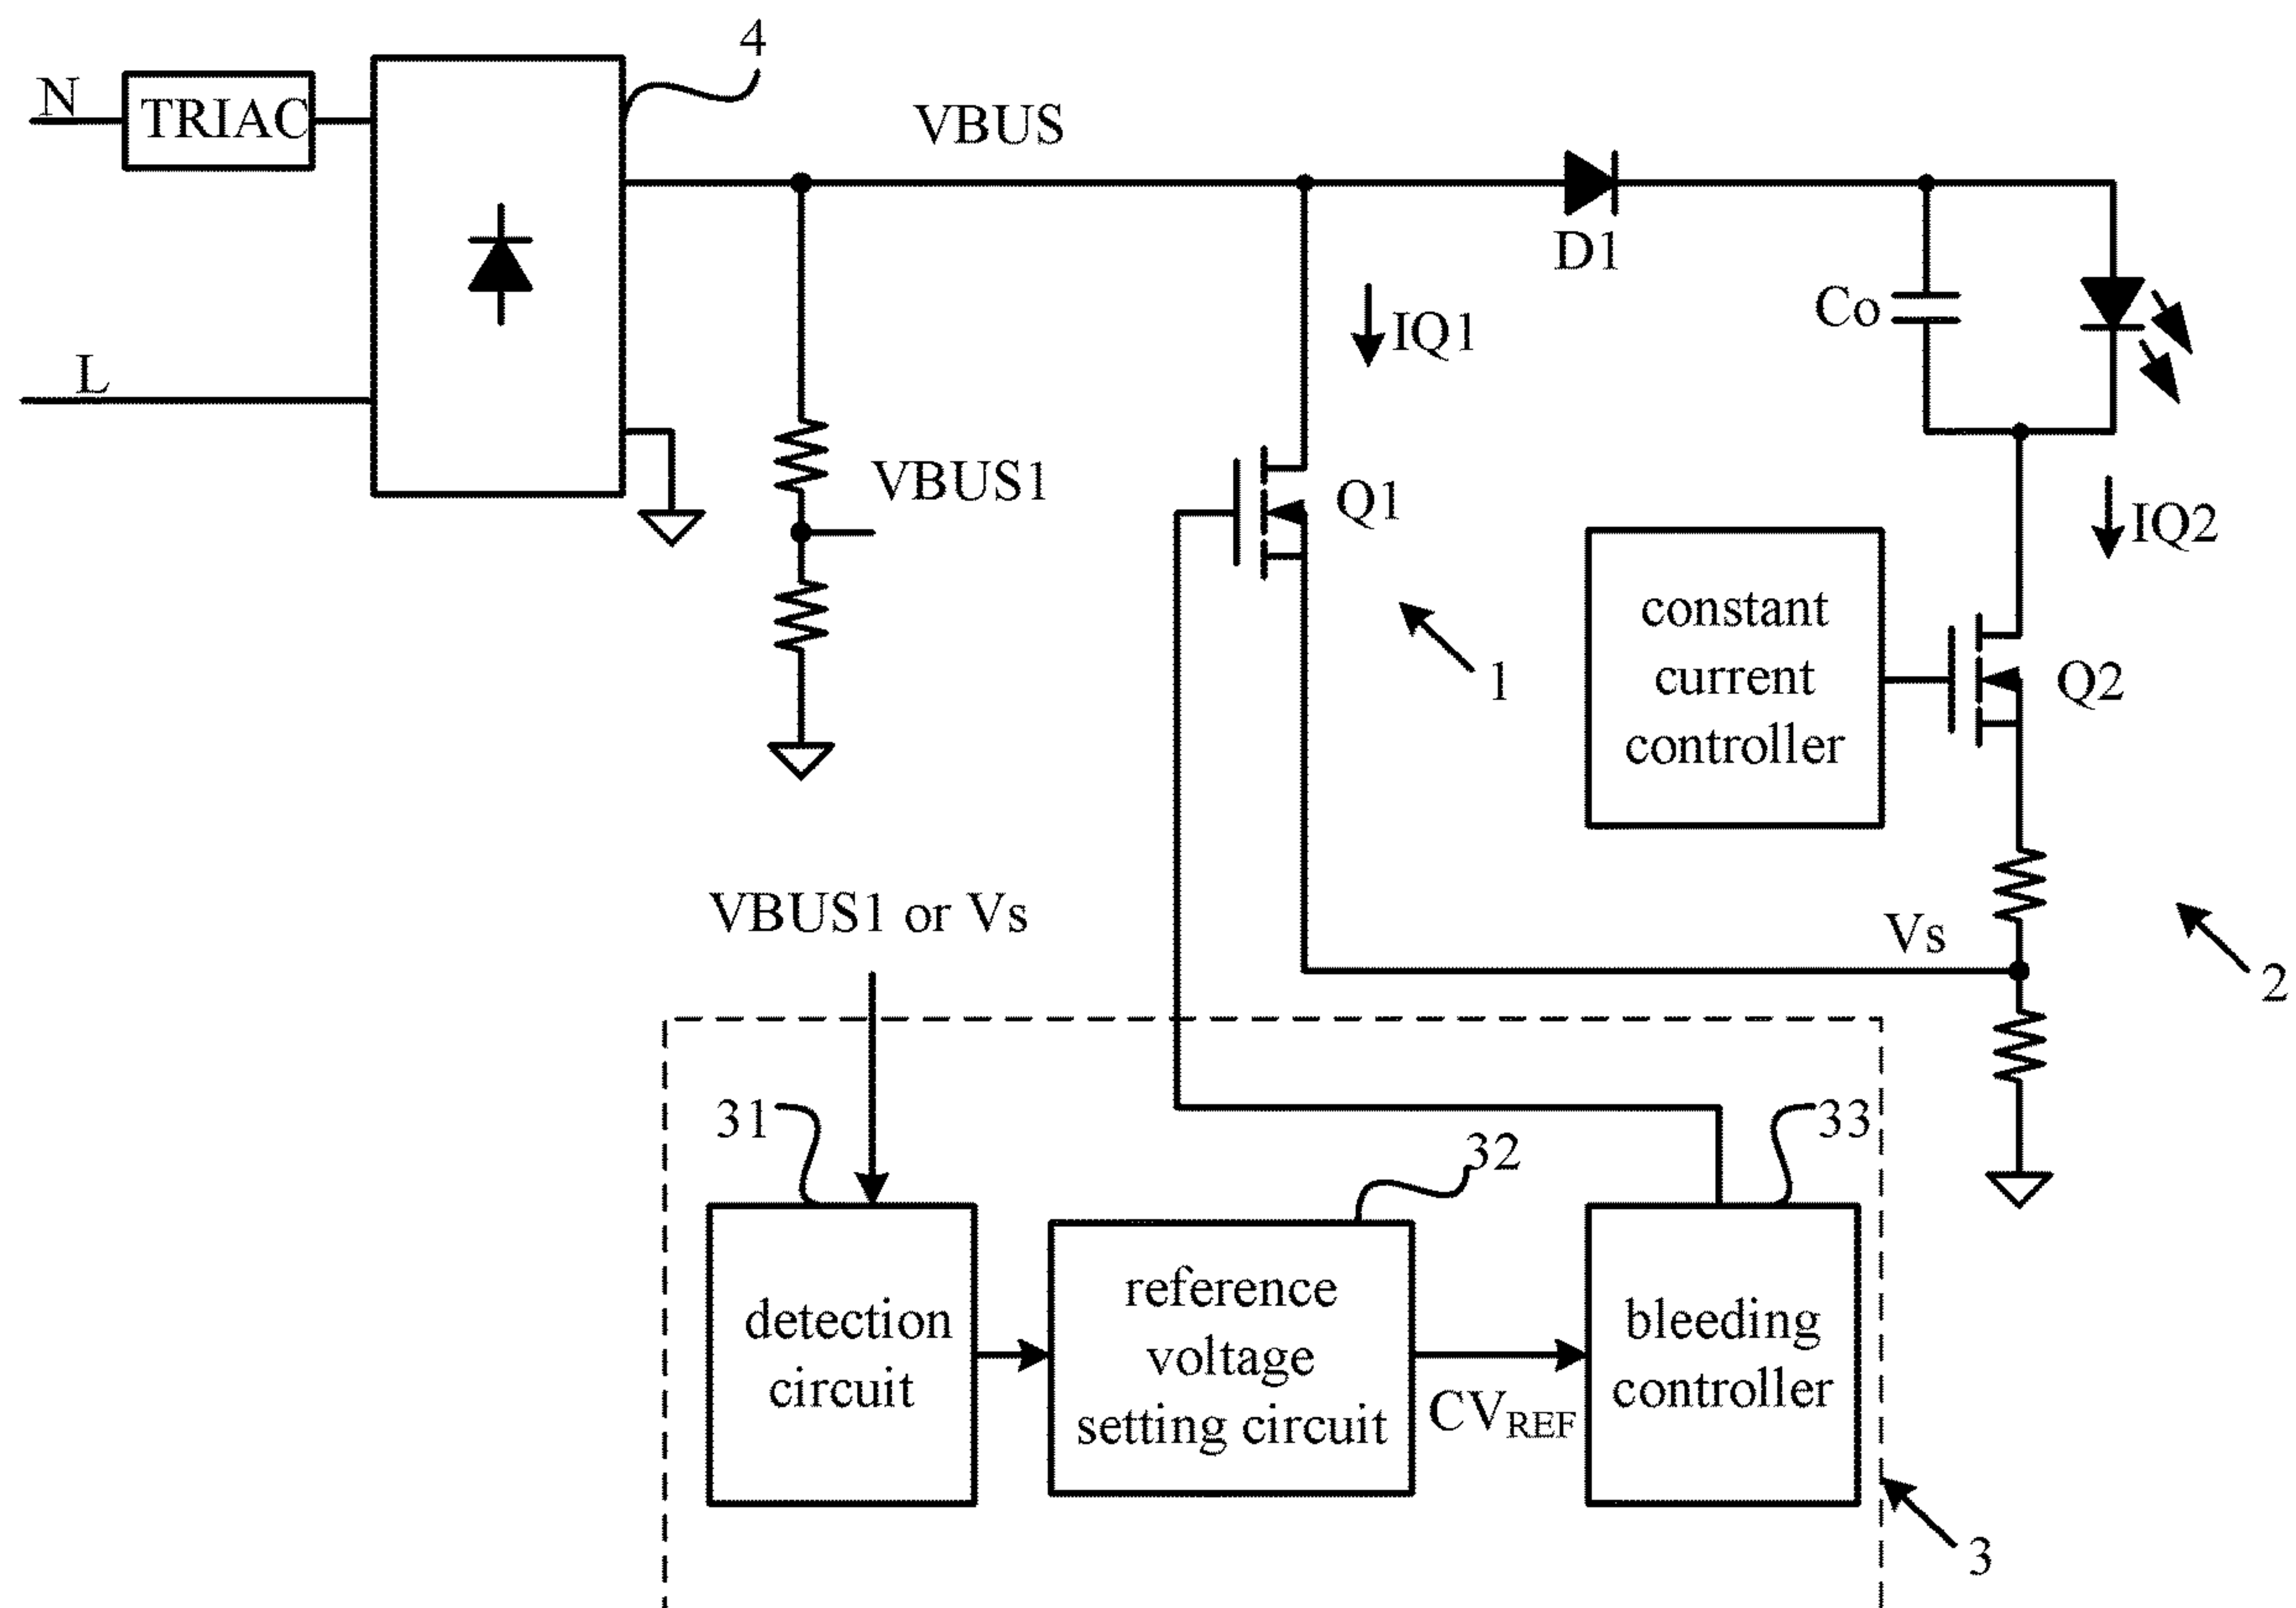 4
N
TRIAC
VBUS
D1
L
Co
IQ1
VBUS1
Q1
IQ2
constant
current
controller
1
Q2
VBUS1 or Vs
Vs
2
31
32
33
detection
circuit
reference
voltage
setting circuit
CVREF
bleeding
controller
3